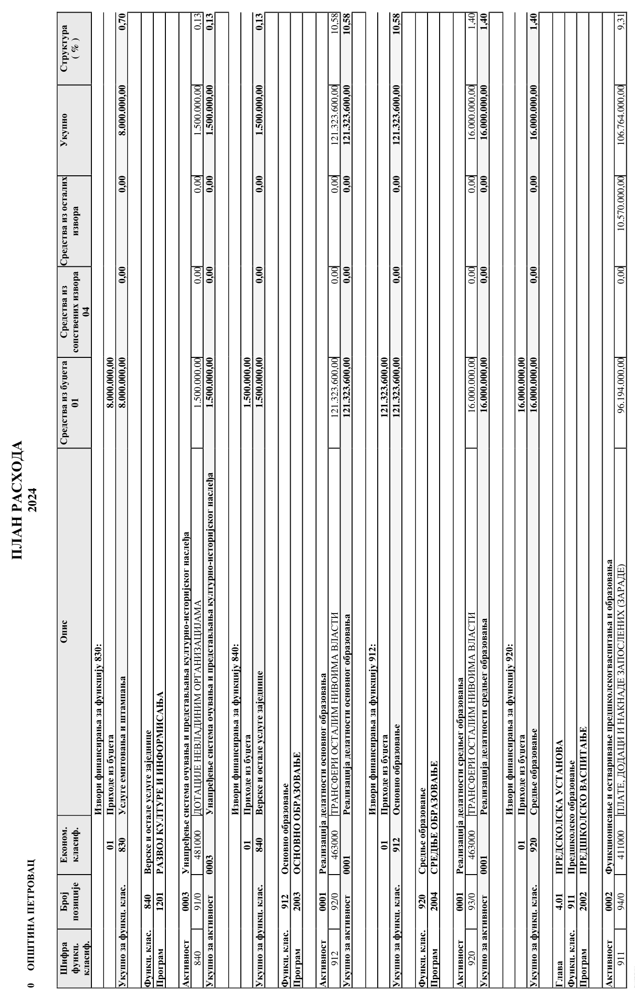 ПЛАН РАСХОДА
2024
0 ОПШТИНА ПЕТРОВАЦ
Шифра функц. класиф. Број позиције Економ. класиф. Опис Средства из буџета 01 Средства из сопствених извора 04 Средства из осталих извора Укупно Структура ( % )
Извори финансирања за функцију 830:
01 Приходе из буџета 8.000.000,00
Укупно за функц. клас. 830 Услуге емитовања и штампања 8.000.000,00 0,00 0,00 8.000.000,00 0,70
Функц. клас. 840 Верске и остале услуге заједнице
Програм 1201 РАЗВОЈ КУЛТУРЕ И ИНФОРМИСАЊА
Активност 0003 Унапређење система очувања и представљања културно-историјског наслеђа
840 91/0 481000 ДОТАЦИЈЕ НЕВЛАДИНИМ ОРГАНИЗАЦИЈАМА 1.500.000,00 0,00 0,00 1.500.000,00 0,13
Укупно за активност 0003 Унапређење система очувања и представљања културно-историјског наслеђа 1.500.000,00 0,00 0,00 1.500.000,00 0,13
Извори финансирања за функцију 840:
01 Приходе из буџета 1.500.000,00
Укупно за функц. клас. 840 Верске и остале услуге заједнице 1.500.000,00 0,00 0,00 1.500.000,00 0,13
Функц. клас. 912 Основно образовање
Програм 2003 ОСНОВНО ОБРАЗОВАЊЕ
Активност 0001 Реализација делатности основног образовања
912 92/0 463000 ТРАНСФЕРИ ОСТАЛИМ НИВОИМА ВЛАСТИ 121.323.600,00 0,00 0,00 121.323.600,00 10,58
Укупно за активност 0001 Реализација делатности основног образовања 121.323.600,00 0,00 0,00 121.323.600,00 10,58
Извори финансирања за функцију 912:
01 Приходе из буџета 121.323.600,00
Укупно за функц. клас. 912 Основно образовање 121.323.600,00 0,00 0,00 121.323.600,00 10,58
Функц. клас. 920 Средње образовање
Програм 2004 СРЕДЊЕ ОБРАЗОВАЊЕ
Активност 0001 Реализација делатности средњег образовања
920 93/0 463000 ТРАНСФЕРИ ОСТАЛИМ НИВОИМА ВЛАСТИ 16.000.000,00 0,00 0,00 16.000.000,00 1,40
Укупно за активност 0001 Реализација делатности средњег образовања 16.000.000,00 0,00 0,00 16.000.000,00 1,40
Извори финансирања за функцију 920:
01 Приходе из буџета 16.000.000,00
Укупно за функц. клас. 920 Средње образовање 16.000.000,00 0,00 0,00 16.000.000,00 1,40
Глава 4.01 ПРЕДСКОЛСКА УСТАНОВА
Функц. клас. 911 Предшколско образовање
Програм 2002 ПРЕДШКОЛСКО ВАСПИТАЊЕ
Активност 0002 Функционисање и остваривање предшколскогваспитања и образовања
911 94/0 411000 ПЛАТЕ, ДОДАЦИ И НАКНАДЕ ЗАПОСЛЕНИХ (ЗАРАДЕ) 96.194.000,00 0,00 10.570.000,00 106.764.000,00 9,31